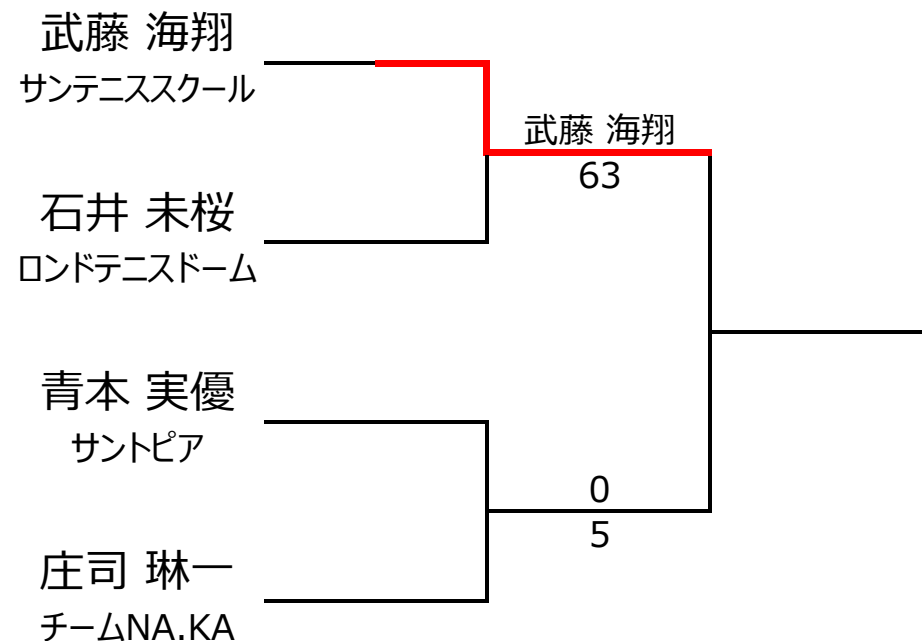 武藤 海翔
サンテニススクール
武藤 海翔
63
石井 未桜
ロンドテニスドーム
青本 実優
サントピア
0
5
庄司 琳一
チームNA.KA